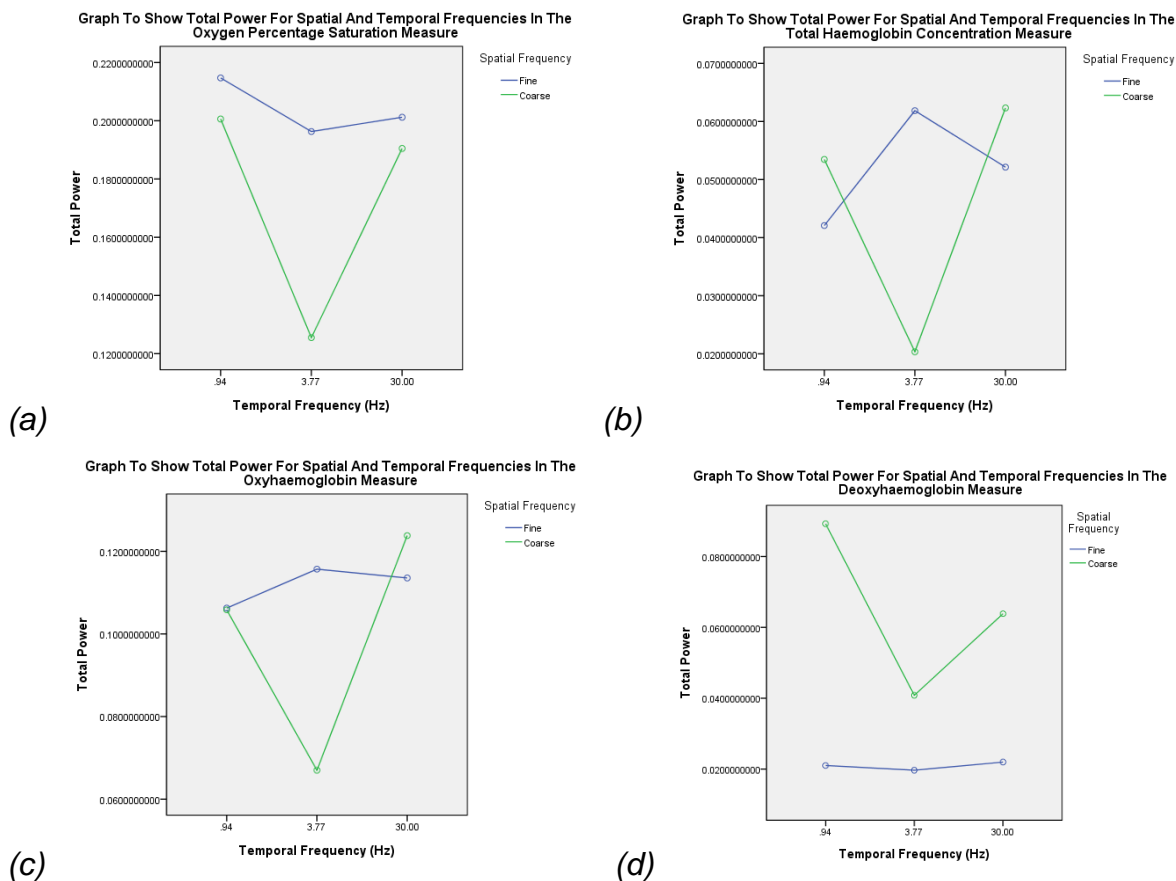 Graph To Show Total Power For Spatial And Temporal Frequencies In The
Oxygen Percentage Saturation Measure
Spatial Frequency
Fine
Coarse
0.2200000000
0.2000000000
0.1800000000
0.1600000000
0.1400000000
0.1200000000
Total Power
.94
3.77
30.00
Temporal Frequency (Hz)
(a)
Graph To Show Total Power For Spatial And Temporal Frequencies In The
Total Haemoglobin Concentration Measure
Spatial Frequency
Fine
Coarse
0.0700000000
0.0600000000
0.0500000000
0.0400000000
0.0300000000
0.0200000000
Total Power
.94
3.77
30.00
Temporal Frequency (Hz)
(b)
Graph To Show Total Power For Spatial And Temporal Frequencies In The
Oxyhaemoglobin Measure
Spatial Frequency
Fine
Coarse
0.1200000000
0.1000000000
0.0800000000
0.0600000000
Total Power
.94
3.77
30.00
Temporal Frequency (Hz)
(c)
Graph To Show Total Power For Spatial And Temporal Frequencies In The
Deoxyhaemoglobin Measure
Spatial
Frequency
Fine
Coarse
0.0800000000
0.0600000000
0.0400000000
0.0200000000
Total Power
.94
3.77
30.00
Temporal Frequency (Hz)
(d)